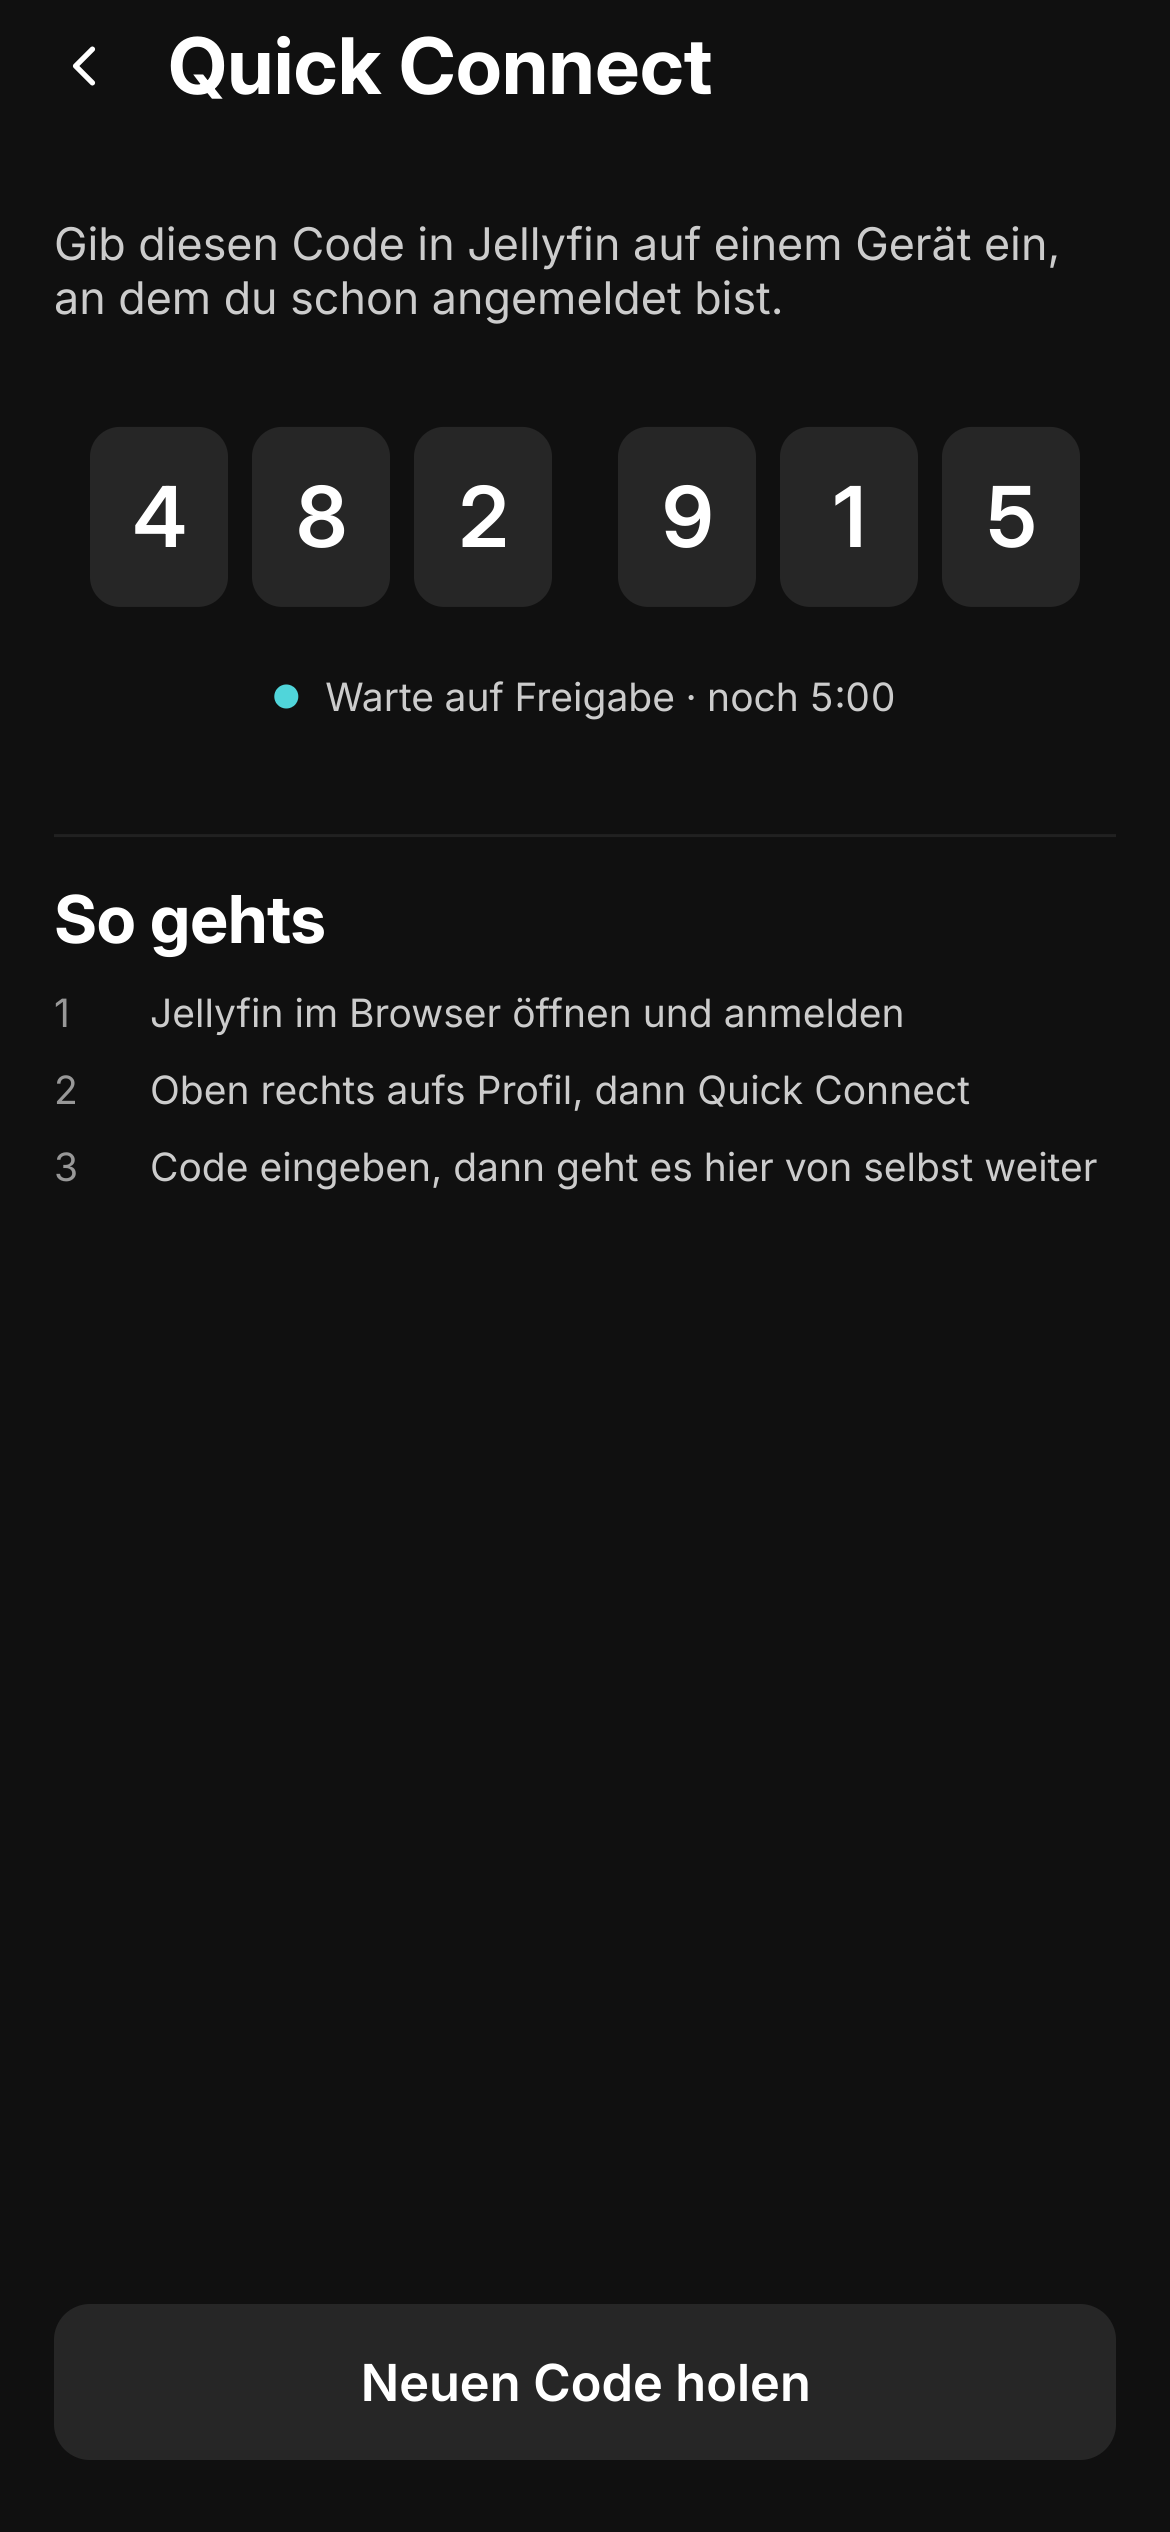 Quick Connect
Gib diesen Code in Jellyfin auf einem Gerät ein,
an dem du schon angemeldet bist.
4 8 2 9 1 5
Warte auf Freigabe · noch 5:00
So gehts
1 Jellyfin im Browser öffnen und anmelden
2 Oben rechts aufs Profil, dann Quick Connect
3 Code eingeben, dann geht es hier von selbst weiter
Neuen Code holen